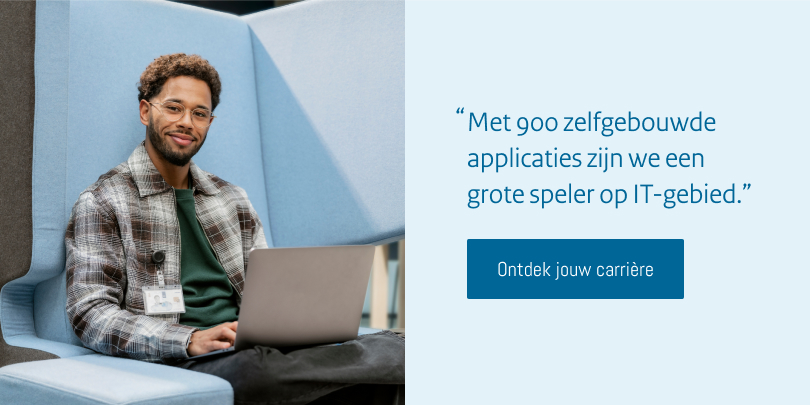 “Met 900 zelfgebouwde
applicaties zijn we een
grote speler op IT-gebied.”
Ontdek jouw carrière